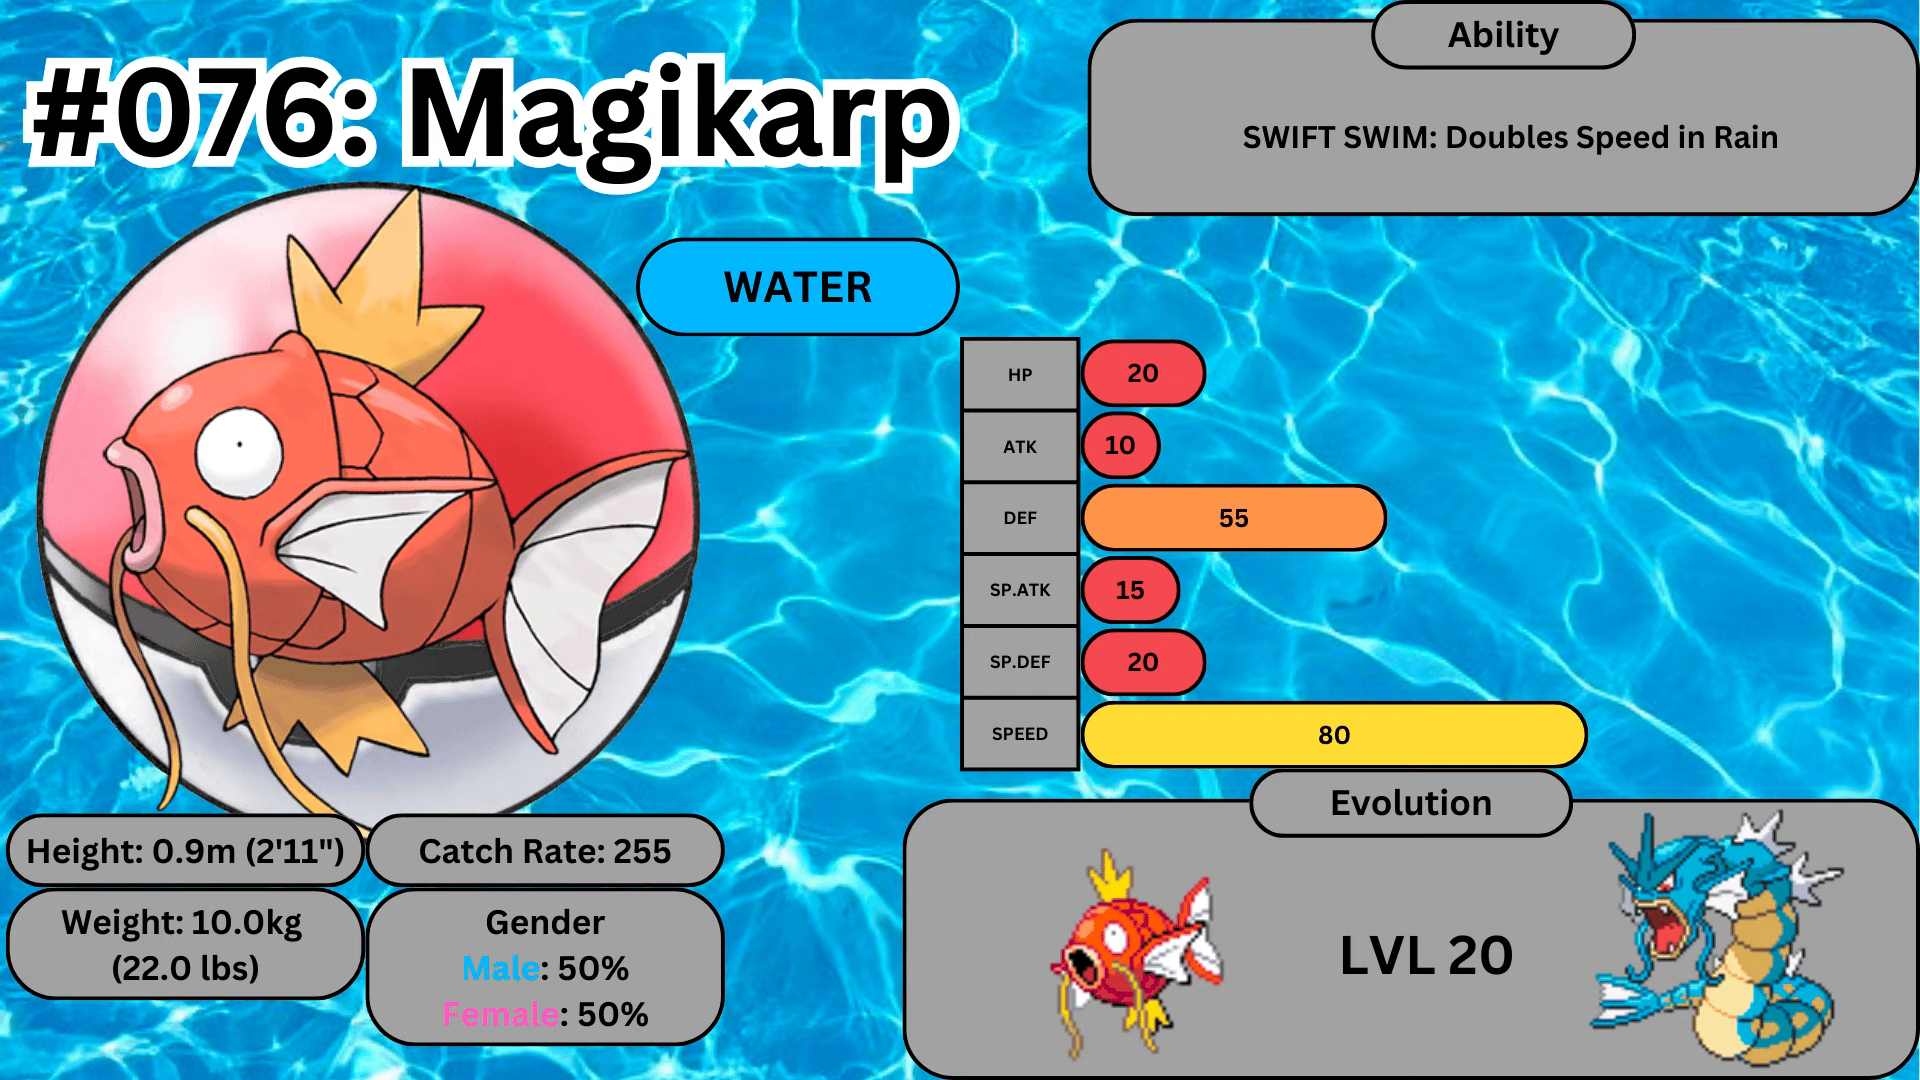 #076: Magikarp
Ability
SWIFT SWIM: Doubles Speed in Rain
WATER
HP
20
ATK
10
DEF
55
SP.ATK
15
SP.DEF
20
SPEED
80
Height: 0.9m (2'11")
Catch Rate: 255
Weight: 10.0kg
(22.0 lbs)
Gender
Male: 50%
Female: 50%
Evolution
LVL 20